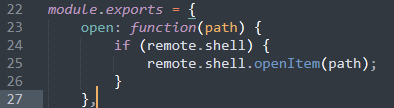 22 module.exports = {
23     open: function(path) {
24         if (remote.shell) {
25             remote.shell.openItem(path);
26         }
27     },